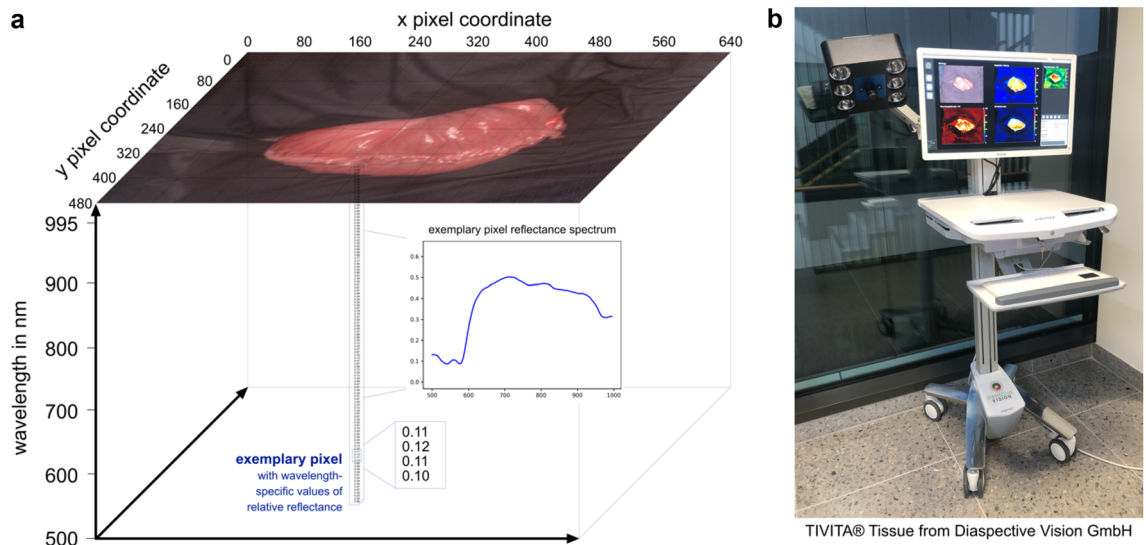 a
x pixel coordinate
0 80 160 240 320 400 480 560 640
y pixel coordinate
0
80
160
240
320
400
480
995
900
800
700
600
500
wavelength in nm
exemplary pixel reflectance spectrum
0.6
0.5
0.4
0.3
0.2
0.1
0.0
500 600 700 800 900 1000
0.11
0.12
0.11
0.10
exemplary pixel
with wavelength-
specific values of
relative reflectance
b
VISION
TIVITA® Tissue from Diaspective Vision GmbH